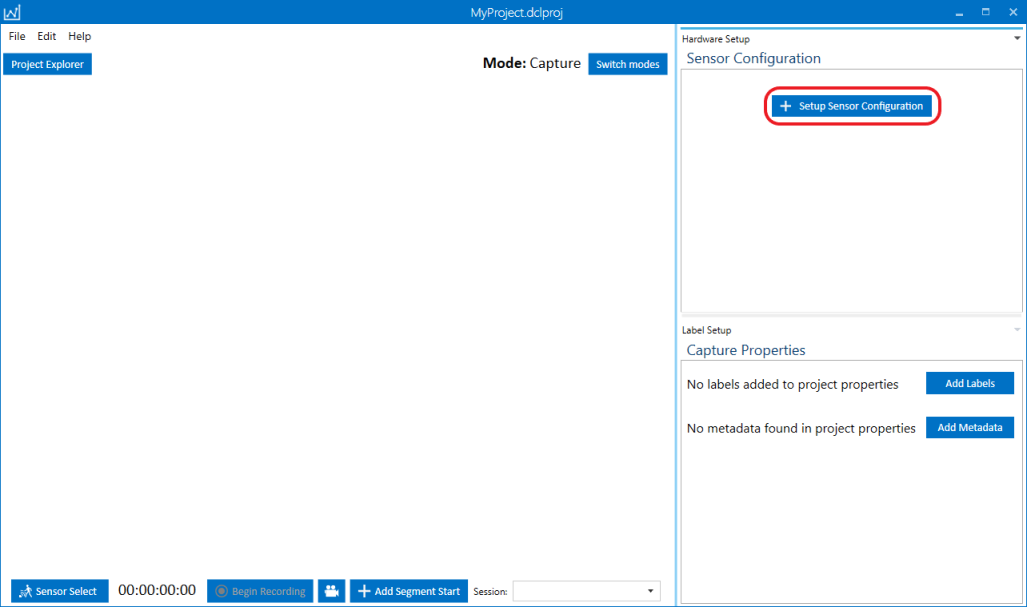 MyProject.dclproj
File Edit Help
Project Explorer
Mode: Capture
Switch modes
Hardware Setup
Sensor Configuration
Setup Sensor Configuration
Label Setup
Capture Properties
No labels added to project properties
Add Labels
No metadata found in project properties
Add Metadata
Sensor Select
00:00:00:00
Begin Recording
Add Segment Start
Session: